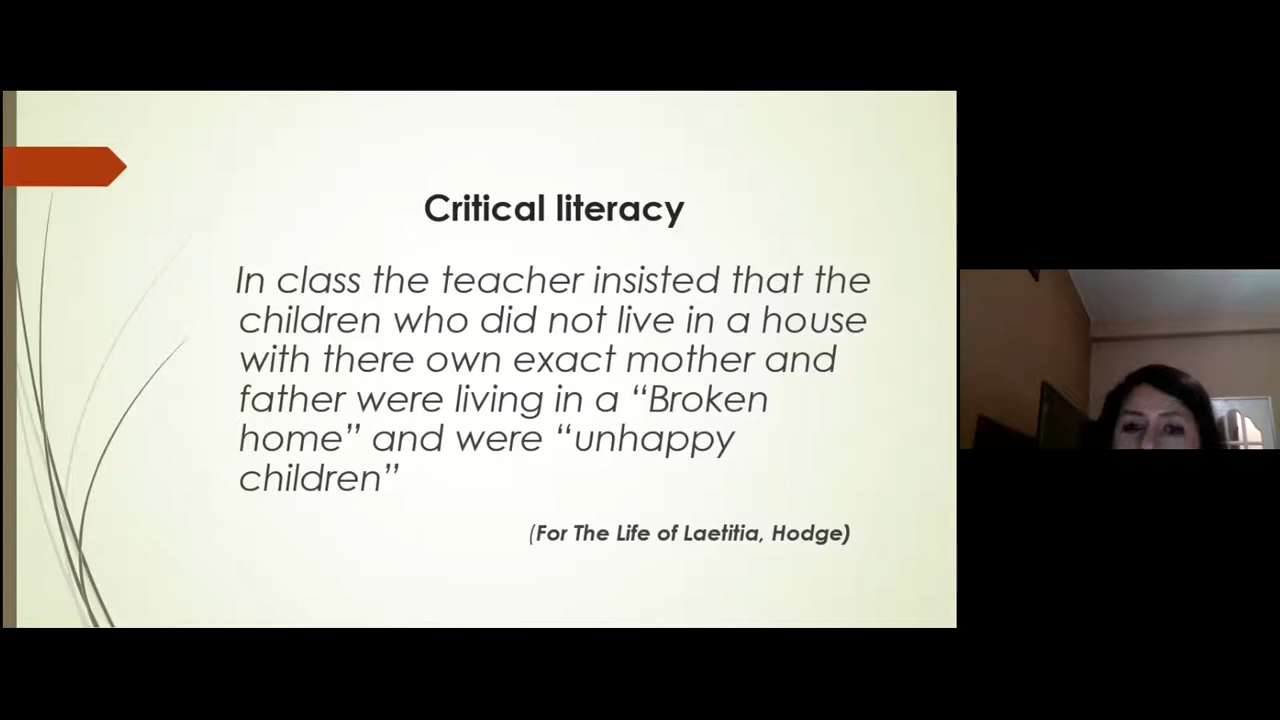 Critical literacy
In class the teacher insisted that the
children who did not live in a house
with there own exact mother and
father were living in a “Broken
home” and were “unhappy
children”
(For The Life of Laetitia, Hodge)